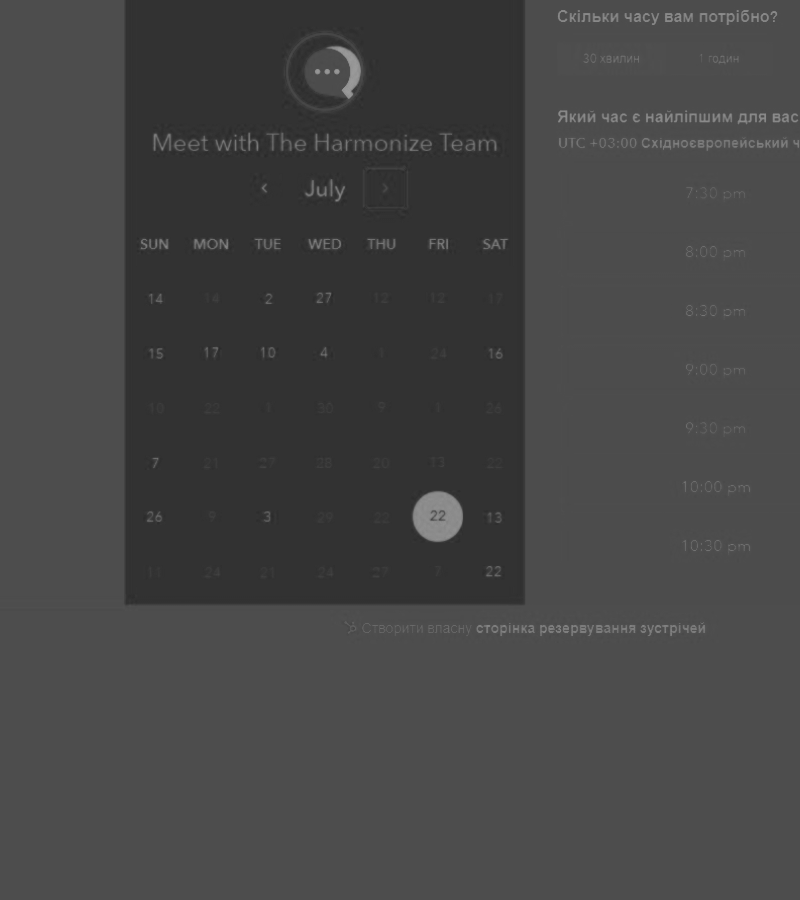 Meet with The Harmonize Team
July
SUN MON TUE WED THU FRI SAT
14 14 2 27 12 12 17
15 17 10 4 1 24 16
10 22 1 30 9 1 26
7 21 27 28 20 13 22
26 9 3 29 22 22 13
11 24 21 24 27 7 22
Скільки часу вам потрібно?
30 хвилин 1 годин
Який час є найліпшим для вас
UTC +03:00 Східноєвропейський ч
7:30 pm
8:00 pm
8:30 pm
9:00 pm
9:30 pm
10:00 pm
10:30 pm
Створити власну сторінка резервування зустрічей